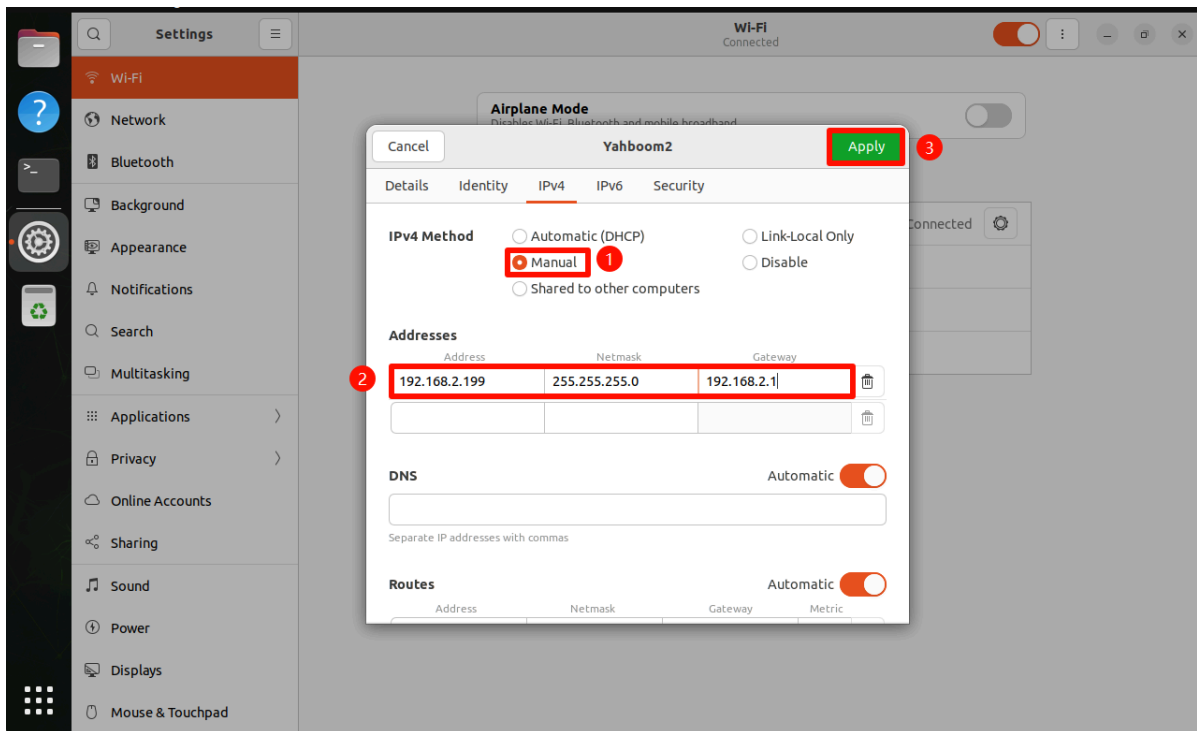 Settings
Wi-Fi
Connected
Wi-Fi
Network
Bluetooth
Background
Appearance
Notifications
Search
Multitasking
Applications
Privacy
Online Accounts
Sharing
Sound
Power
Displays
Mouse & Touchpad
Airplane Mode
Disables Wi-Fi, Bluetooth and mobile broadband
Connected
Cancel
Yahboom2
Apply
3
Details Identity IPv4 IPv6 Security
IPv4 Method
Automatic (DHCP)
Link-Local Only
Manual
1
Disable
Shared to other computers
Addresses
Address Netmask Gateway
2
192.168.2.199 255.255.255.0 192.168.2.1
DNS
Automatic
Separate IP addresses with commas
Routes
Automatic
Address Netmask Gateway Metric